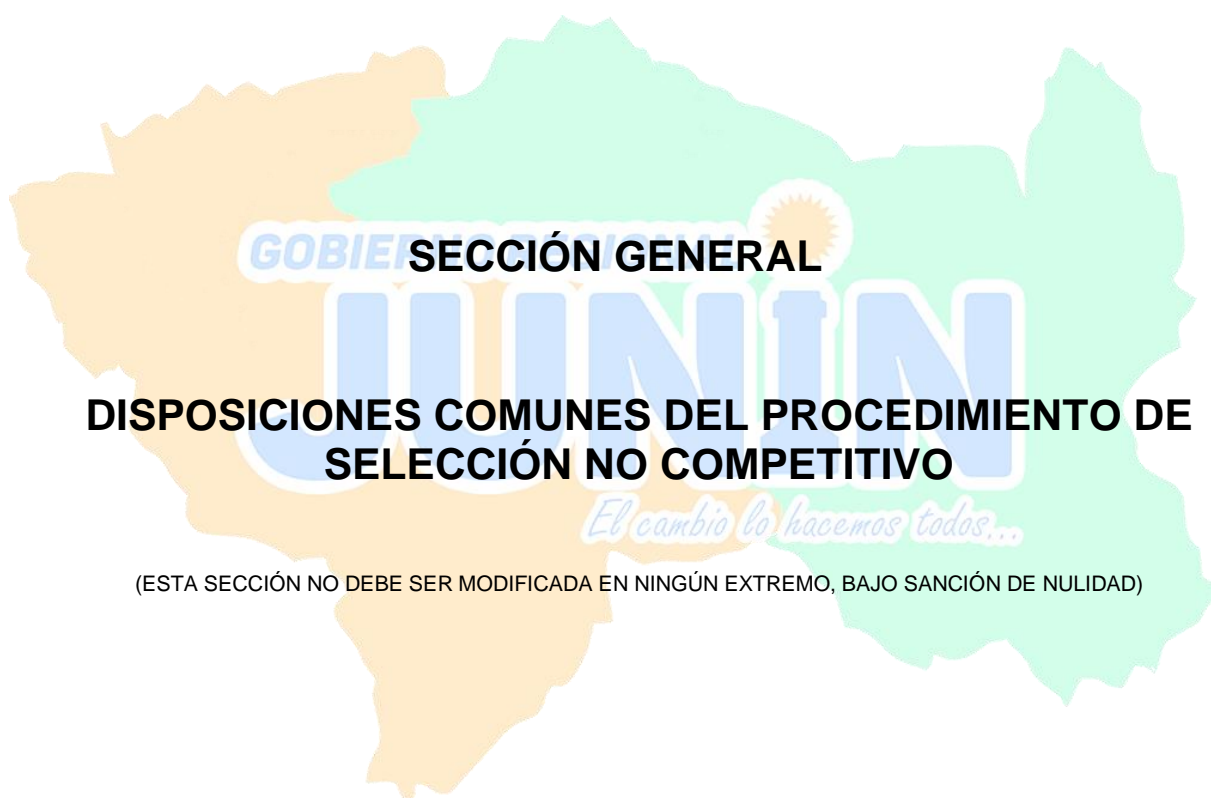 GOBIERNO REGIONAL
SECCIÓN GENERAL
JUNIN
DISPOSICIONES COMUNES DEL PROCEDIMIENTO DE
SELECCIÓN NO COMPETITIVO
El cambio lo hacemos todos...
(ESTA SECCIÓN NO DEBE SER MODIFICADA EN NINGÚN EXTREMO, BAJO SANCIÓN DE NULIDAD)